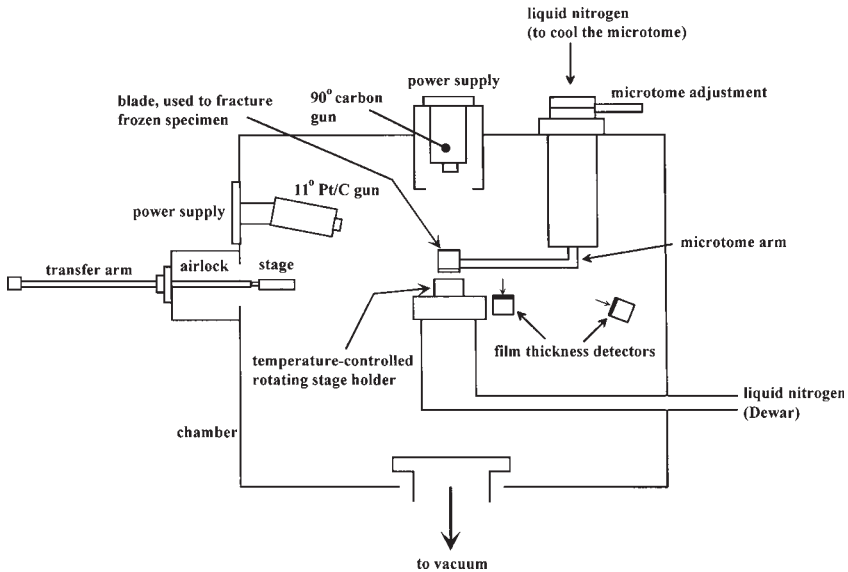 liquid nitrogen
(to cool the microtome)
power supply
microtome adjustment
blade, used to fracture
frozen specimen
90° carbon
gun
11° Pt/C gun
power supply
microtome arm
transfer arm
airlock
stage
film thickness detectors
temperature-controlled
rotating stage holder
liquid nitrogen
(Dewar)
chamber
to vacuum